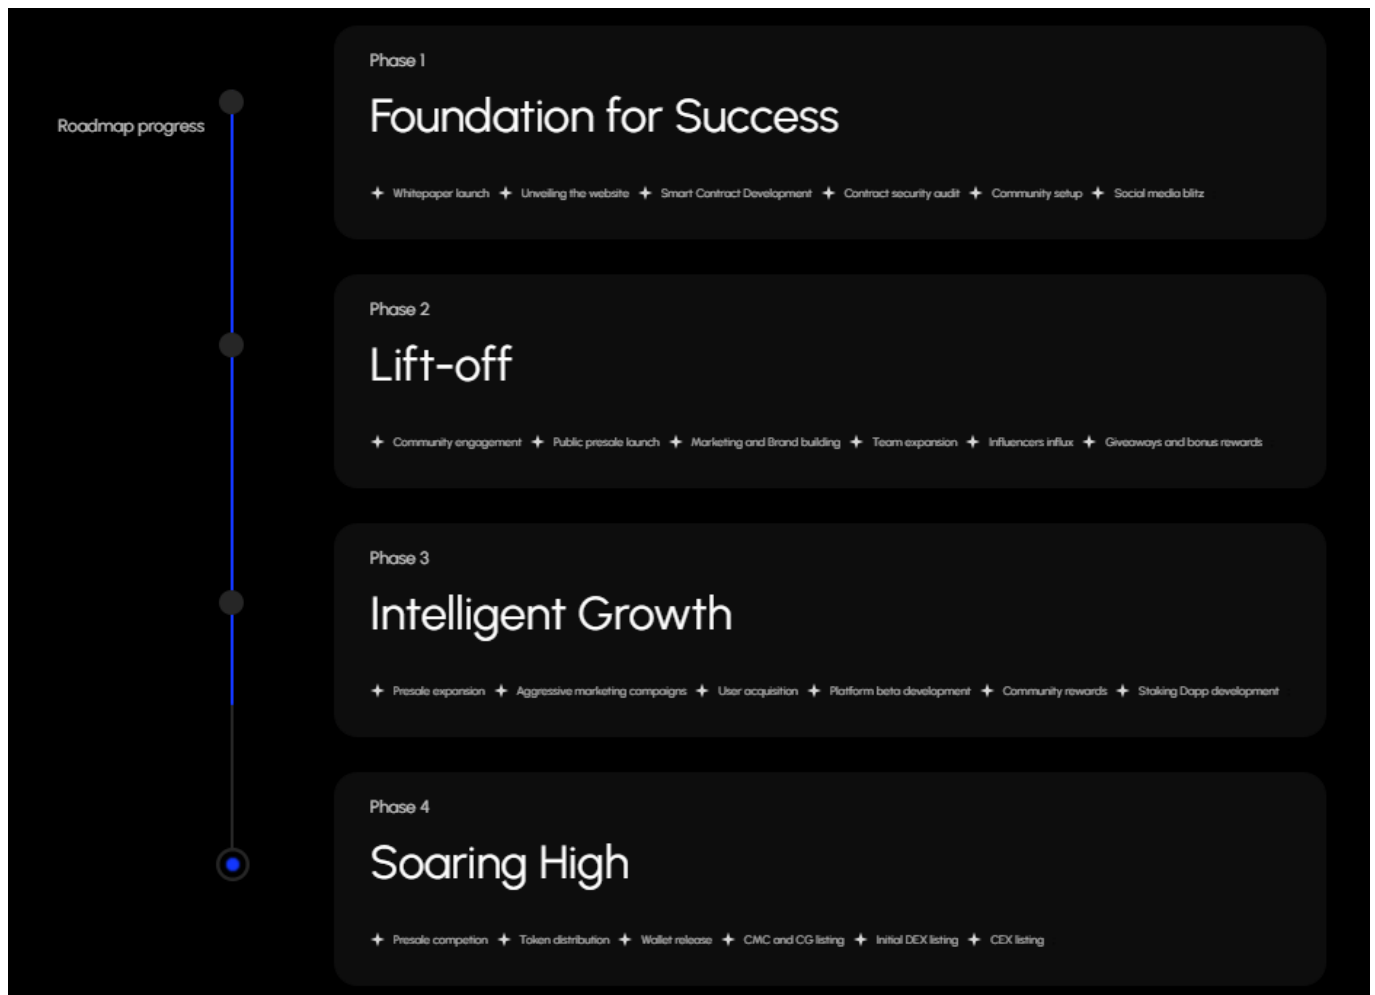 Roadmap progress
Phase 1
Foundation for Success
Whitepaper launch Unveiling the website Smart Contract Development Contract security audit Community setup Social media blitz
Phase 2
Lift-off
Community engagement Public presale launch Marketing and Brand building Team expansion Influencers influx Giveaways and bonus rewards
Phase 3
Intelligent Growth
Presale expansion Aggressive marketing campaigns User acquisition Platform beta development Community rewards Staking Dapp development
Phase 4
Soaring High
Presale competion Token distribution Wallet release CMC and CG listing Initial DEX listing CEX listing